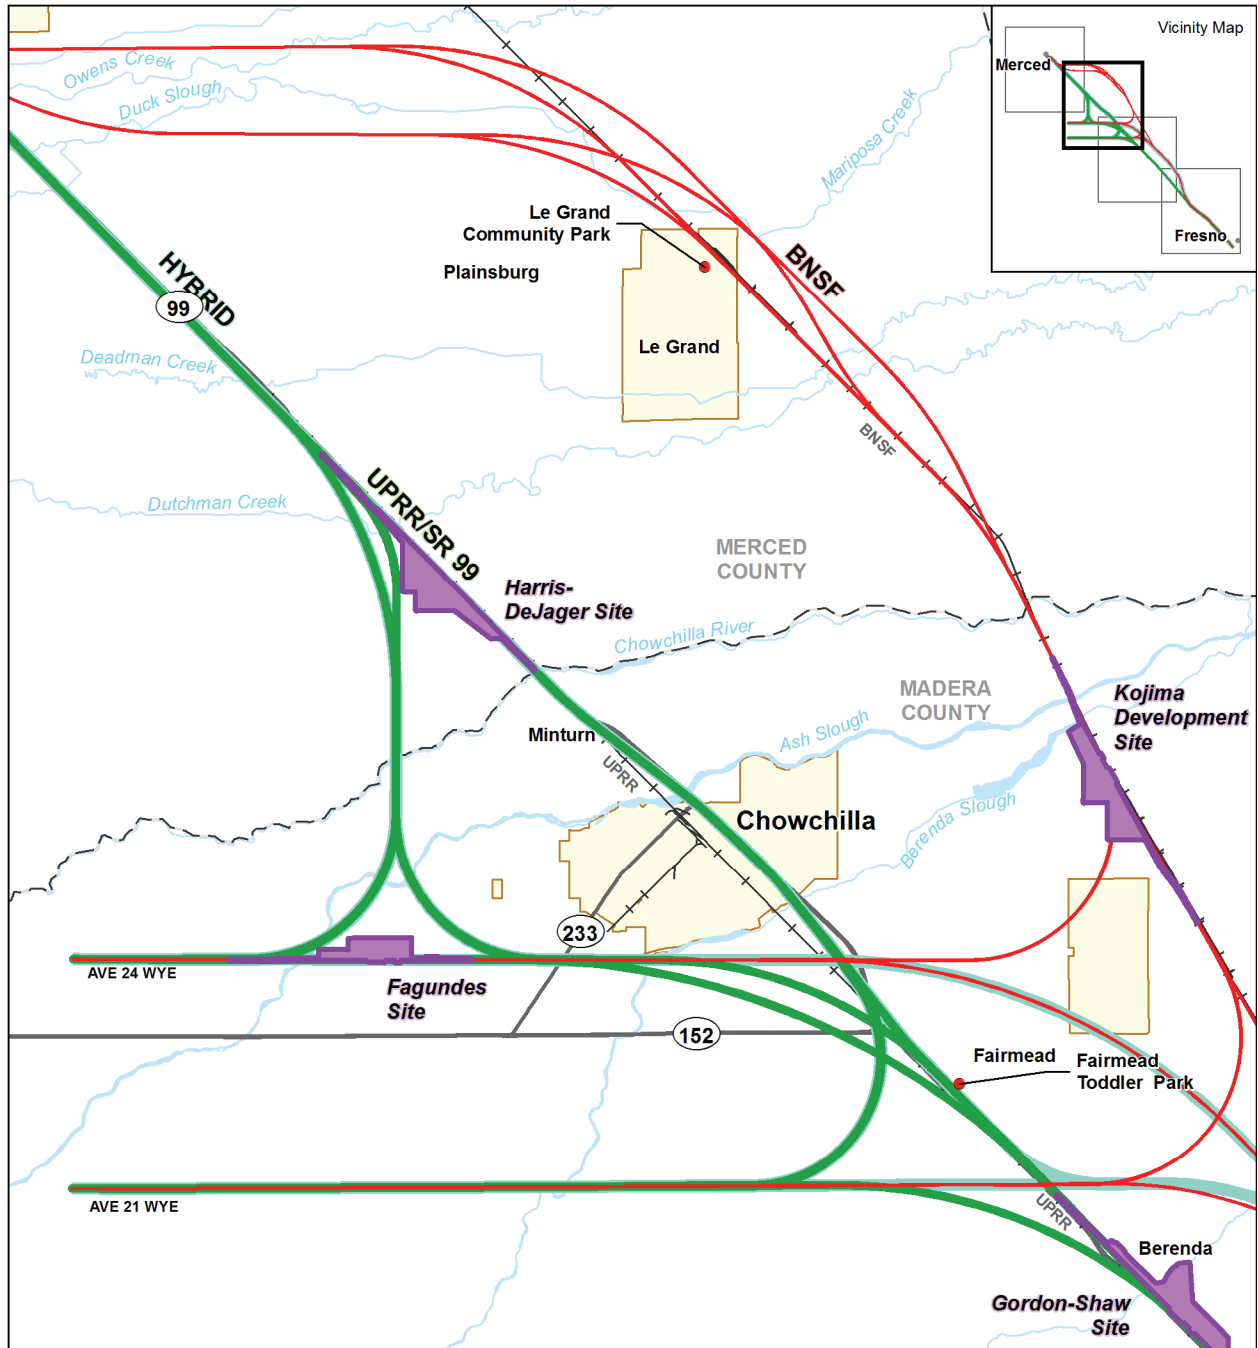 Vicinity Map
Merced
Fresno
Owens Creek
Duck Slough
Mariposa Creek
Le Grand
Community Park
Plainsburg
BNSF
HYBRID
99
Le Grand
Deadman Creek
BNSF
UPRR/SR 99
Dutchman Creek
MERCED
COUNTY
Harris-
DeJager Site
Chowchilla River
MADERA
COUNTY
Kojima
Development
Site
Minturn
Ash Slough
UPRR
Chowchilla
Berenda Slough
233
AVE 24 WYE
Fagundes
Site
152
Fairmead
Fairmead
Toddler Park
AVE 21 WYE
UPRR
Berenda
Gordon-Shaw
Site